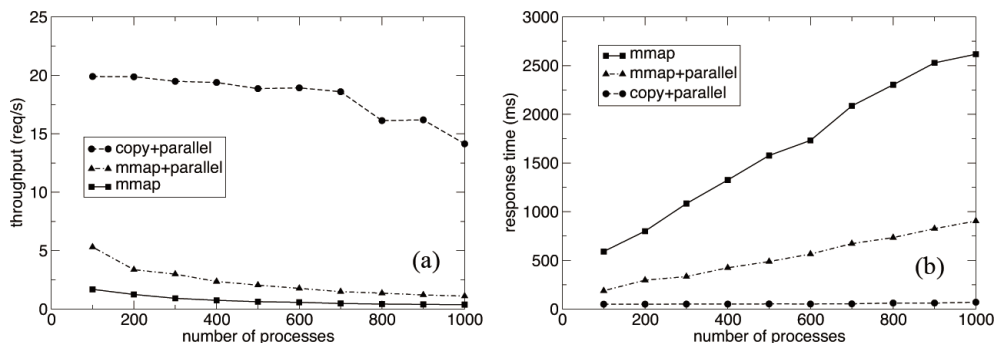 25
20
15
10
5
0
throughput (req/s)
copy+parallel
mmap+parallel
mmap
(a)
0 200 400 600 800 1000
number of processes
3000
2500
2000
1500
1000
500
0
response time (ms)
mmap
mmap+parallel
copy+parallel
(b)
0 200 400 600 800 1000
number of processes